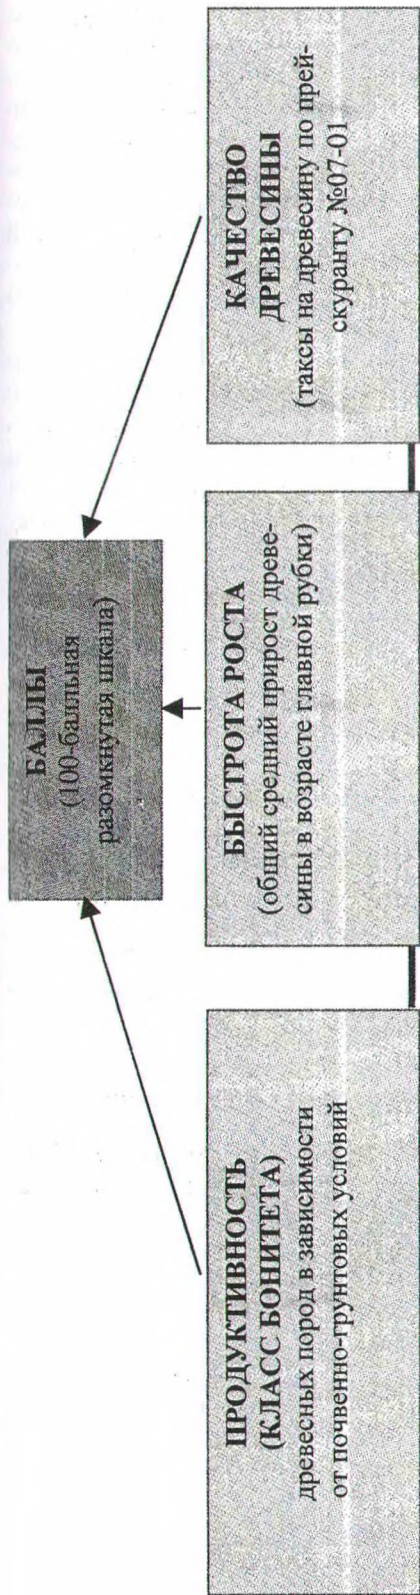 БАЛЛЫ
(100-балльная
разомкнутая шкала)
ПРОДУКТИВНОСТЬ
(КЛАСС БОНИТЕТА)
древесных пород в зависимости
от почвенно-грунтовых условий
БЫСТРОТА РОСТА
(общий средний прирост древе-
сины в возрасте главной рубки)
КАЧЕСТВО
ДРЕВЕСИНЫ
(таксы на древесину по прей-
скуранту №07-01